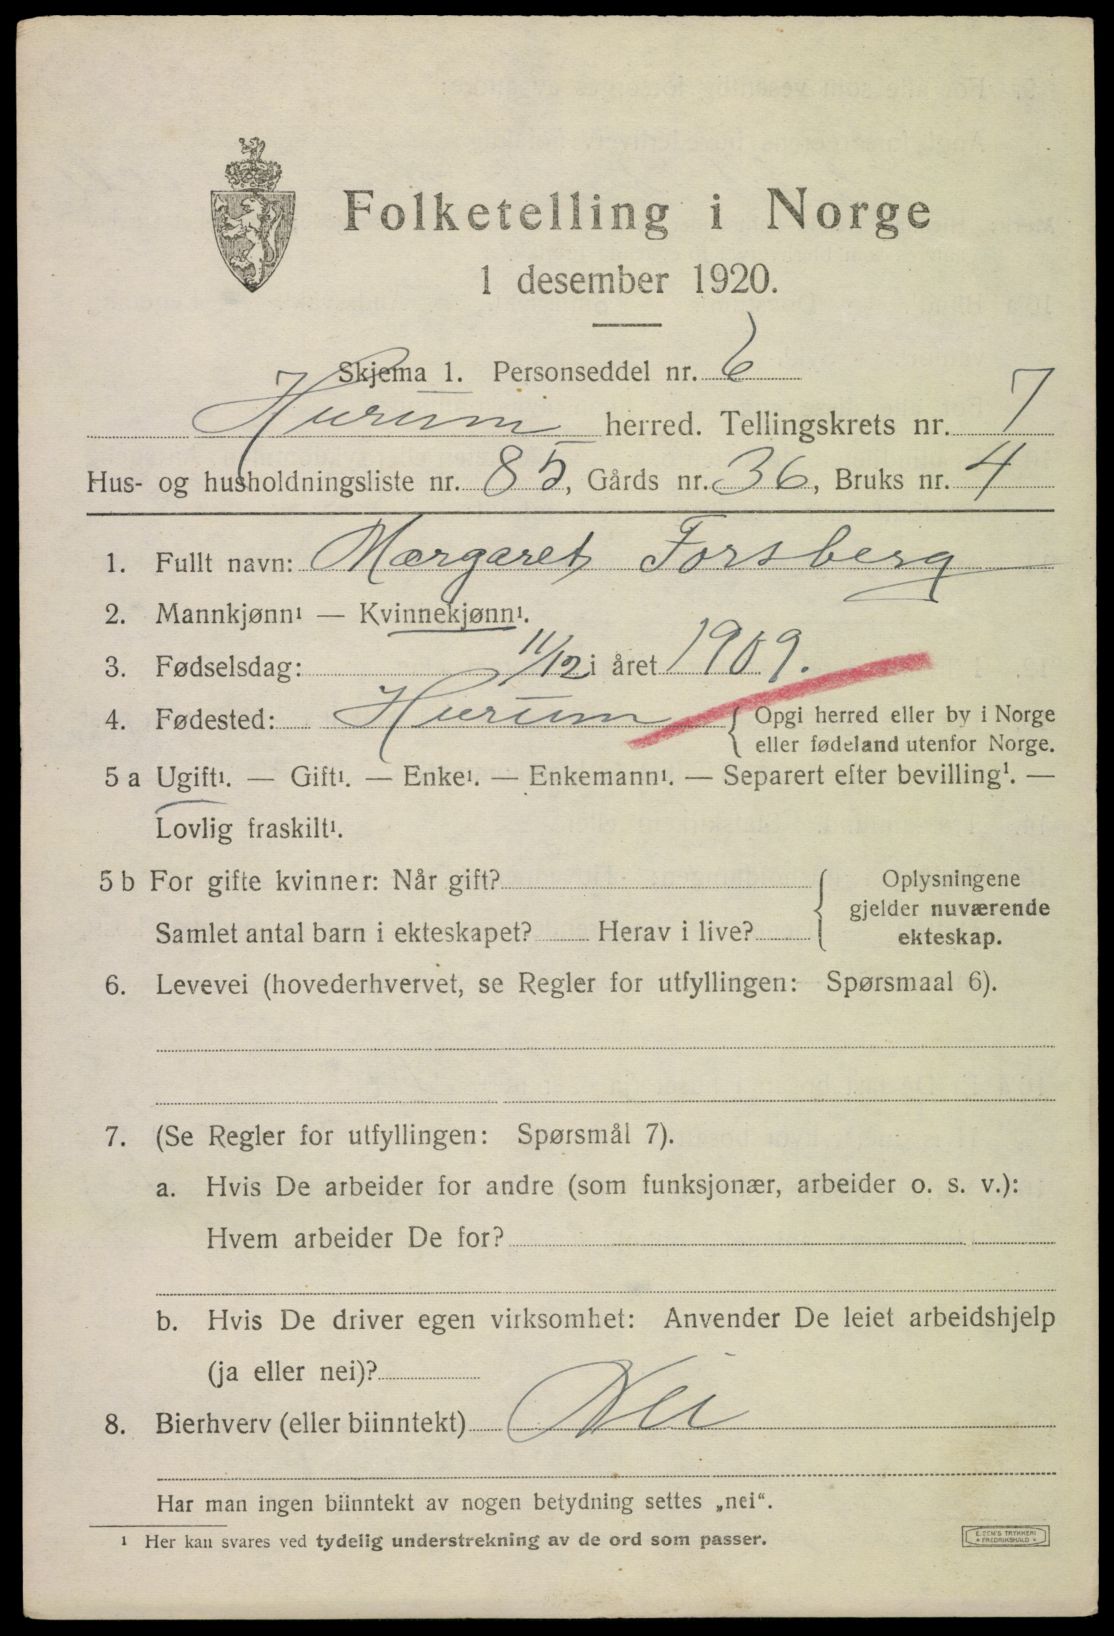 Folketelling i Norge
1 desember 1920.
Skjema 1. Personseddel nr. 6
Hurum herred. Tellingskrets nr. 7
Hus- og husholdningsliste nr. 85, Gårds nr. 36, Bruks nr. 4
1. Fullt navn: Margaret Forsberg
2. Mannkjønn¹ — Kvinnekjønn¹.
3. Fødselsdag: 11/12 i året 1909.
4. Fødested: Hurum { Opgi herred eller by i Norge
eller fødeland utenfor Norge.
5 a Ugift¹. — Gift¹. — Enke¹. — Enkemann¹. — Separert efter bevilling¹. —
Lovlig fraskilt¹.
5 b For gifte kvinner: Når gift? { Oplysningene
gjelder nuværende
Samlet antal barn i ekteskapet? Herav i live? ekteskap.
6. Levevei (hovederhvervet, se Regler for utfyllingen: Spørsmaal 6).
7. (Se Regler for utfyllingen: Spørsmål 7).
a. Hvis De arbeider for andre (som funksjonær, arbeider o. s. v.):
Hvem arbeider De for?
b. Hvis De driver egen virksomhet: Anvender De leiet arbeidshjelp
(ja eller nei)?
8. Bierhverv (eller biinntekt) Nei
Har man ingen biinntekt av nogen betydning settes „nei“.
¹ Her kan svares ved tydelig understrekning av de ord som passer.
E. SEM'S TRYKKERI
FREDRIKSHALD